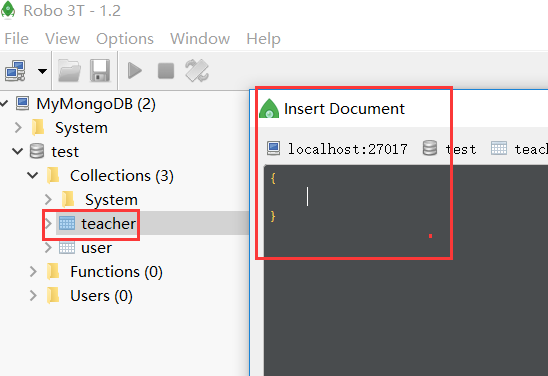 Robo 3T - 1.2
File View Options Window Help
MyMongoDB (2)
System
test
Collections (3)
System
teacher
user
Functions (0)
Users (0)
Insert Document
localhost:27017 test teac
{
}